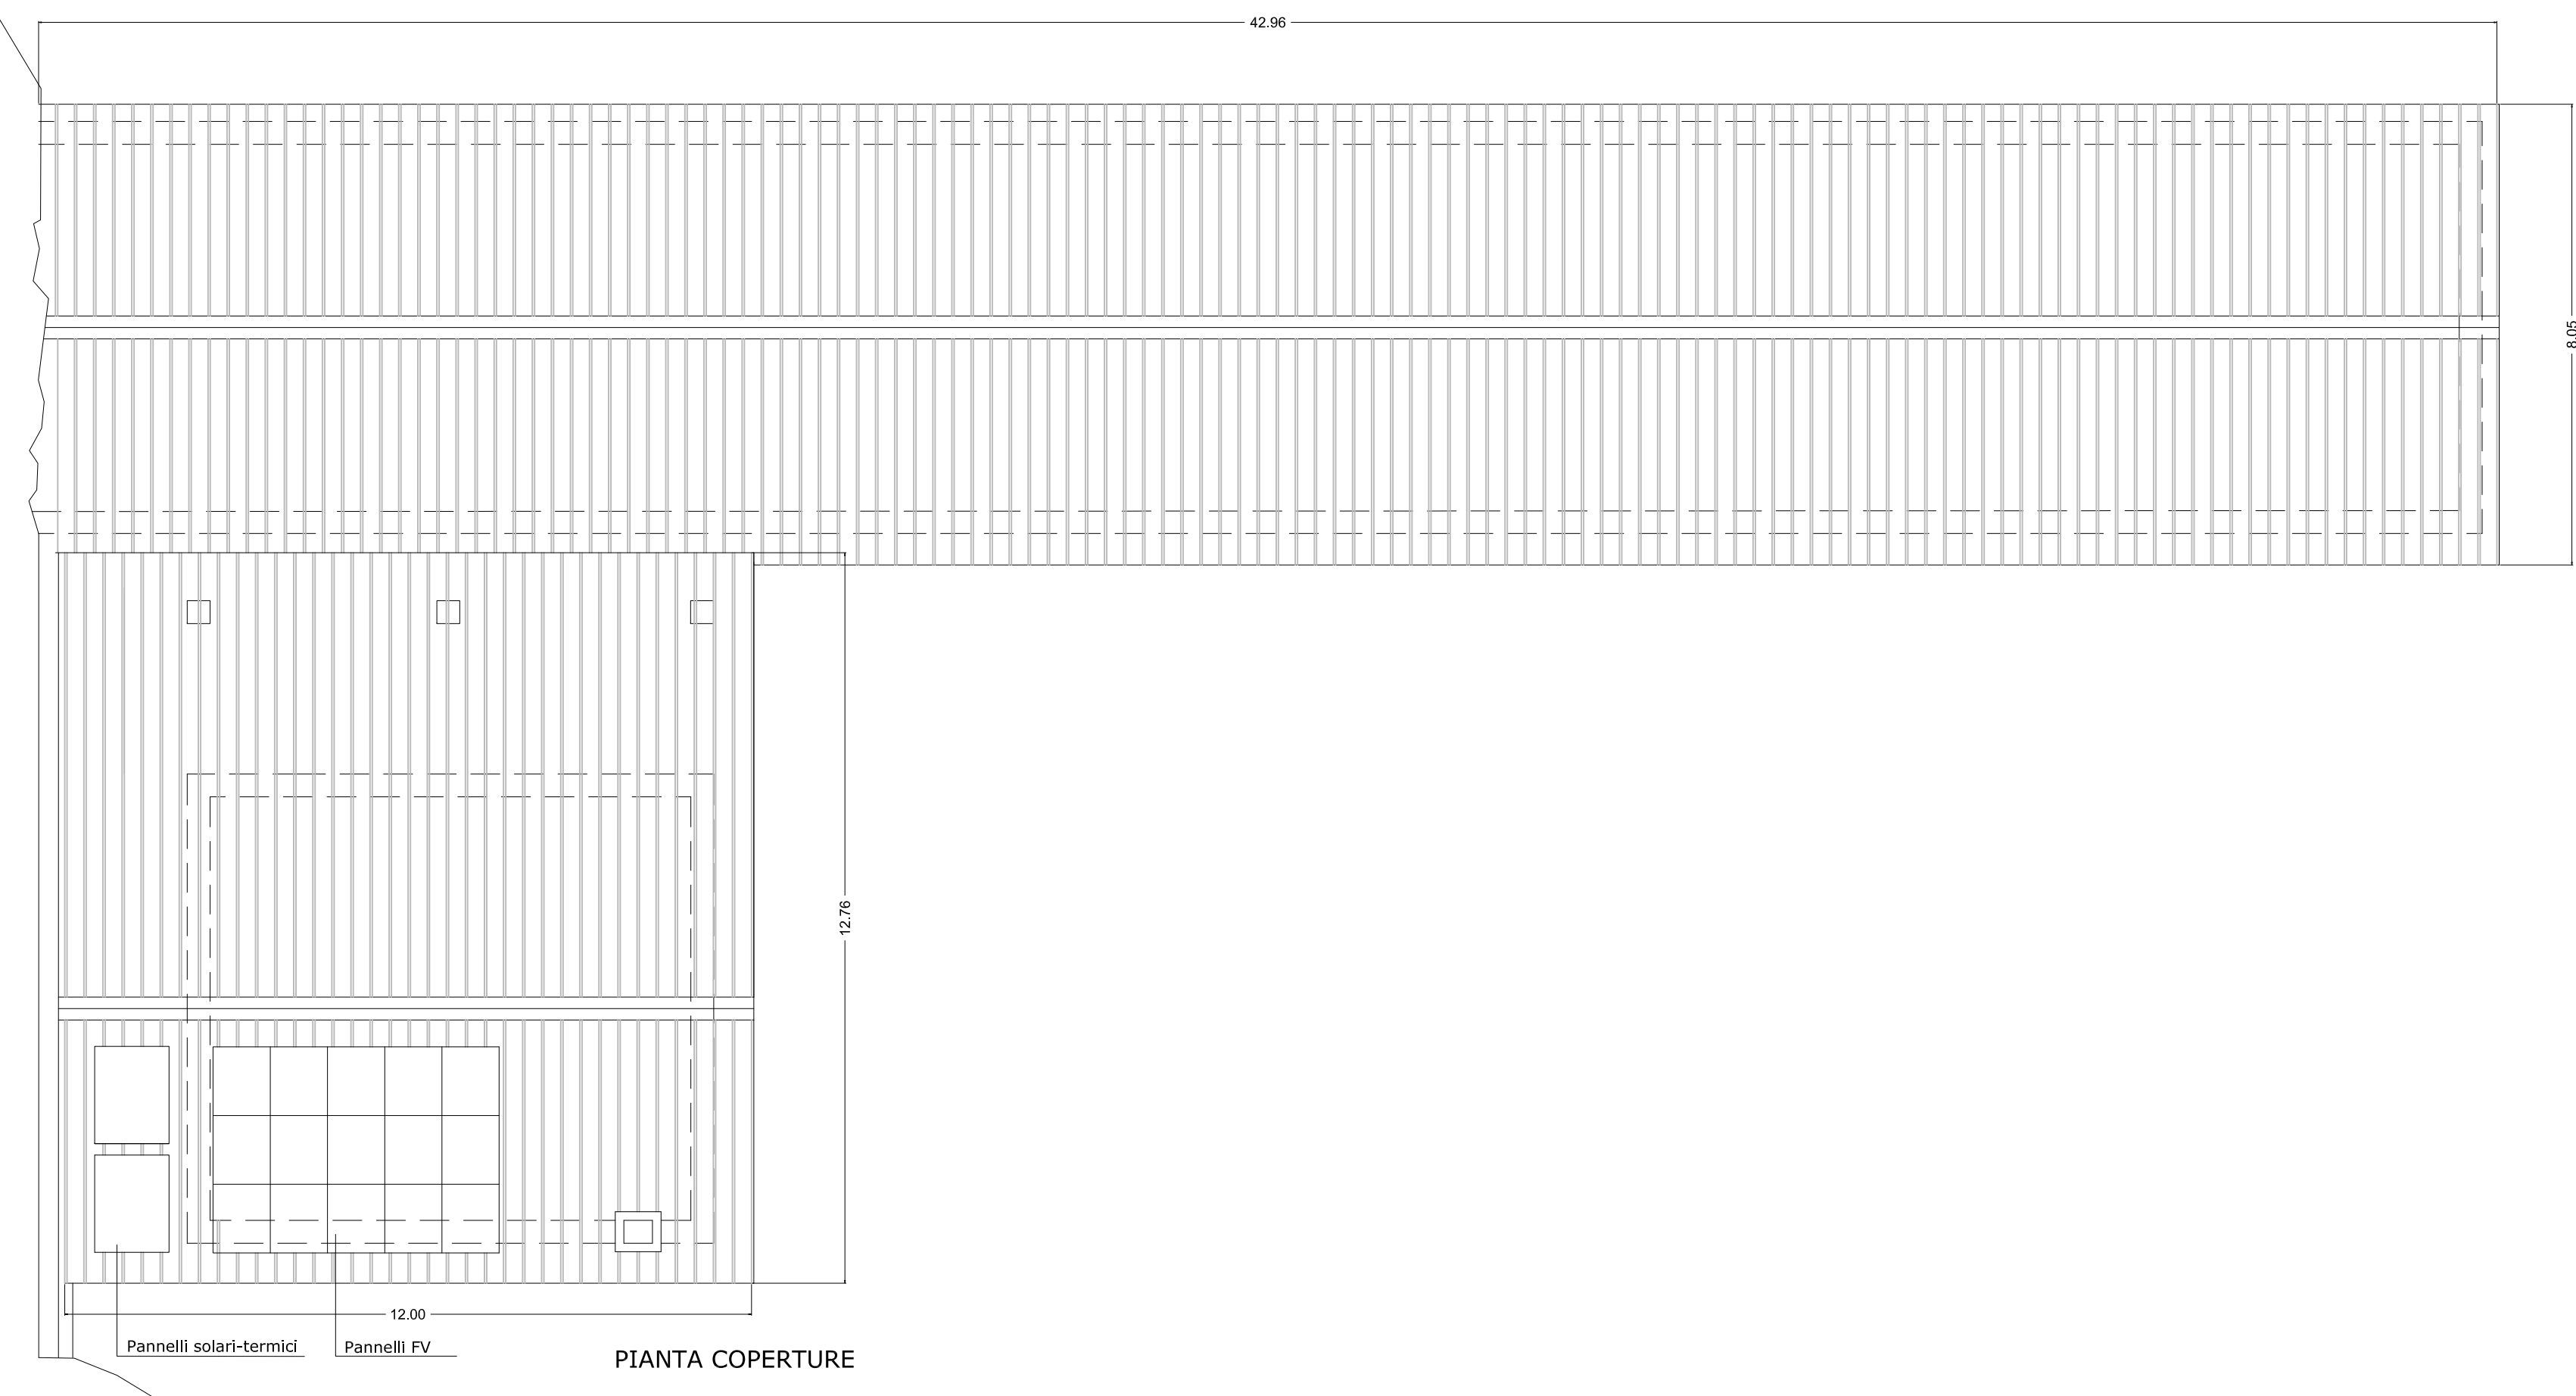 42.96
8.05
12.76
12.00
Pannelli solari-termici
Pannelli FV
PIANTA COPERTURE